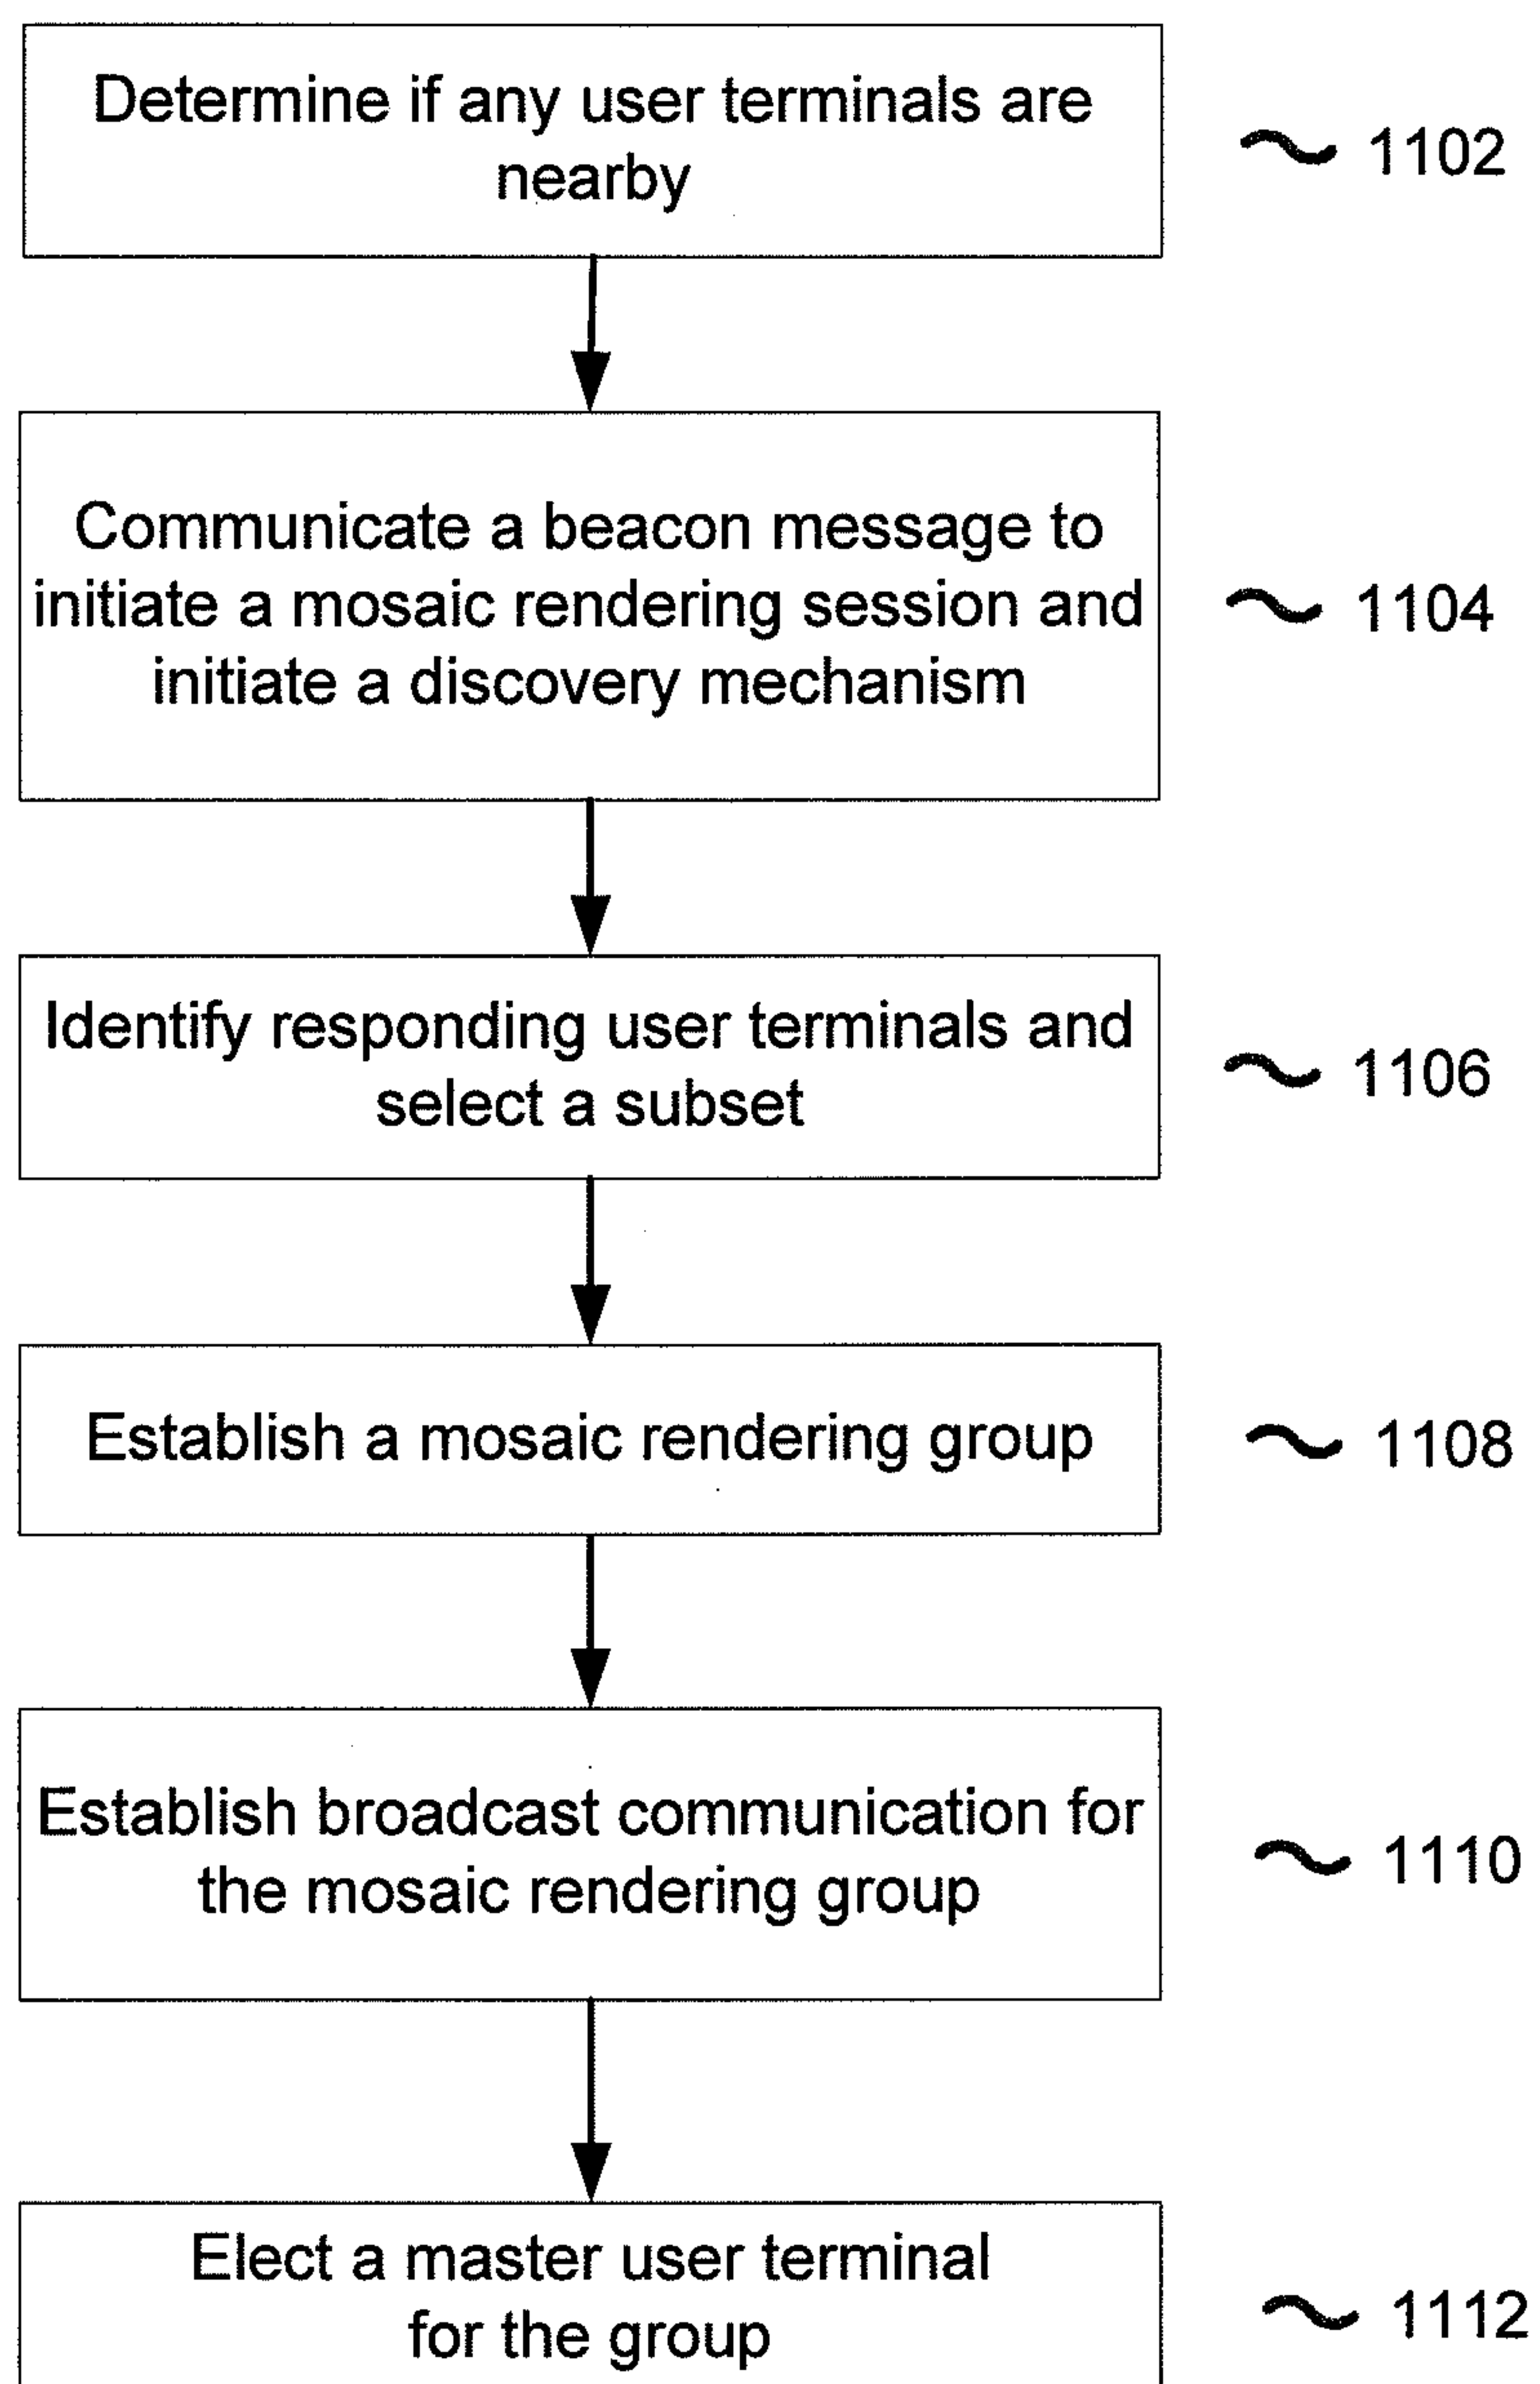 Determine if any user terminals are
nearby
1102
Communicate a beacon message to
initiate a mosaic rendering session and
initiate a discovery mechanism
1104
Identify responding user terminals and
select a subset
1106
Establish a mosaic rendering group
1108
Establish broadcast communication for
the mosaic rendering group
1110
Elect a master user terminal
for the group
1112